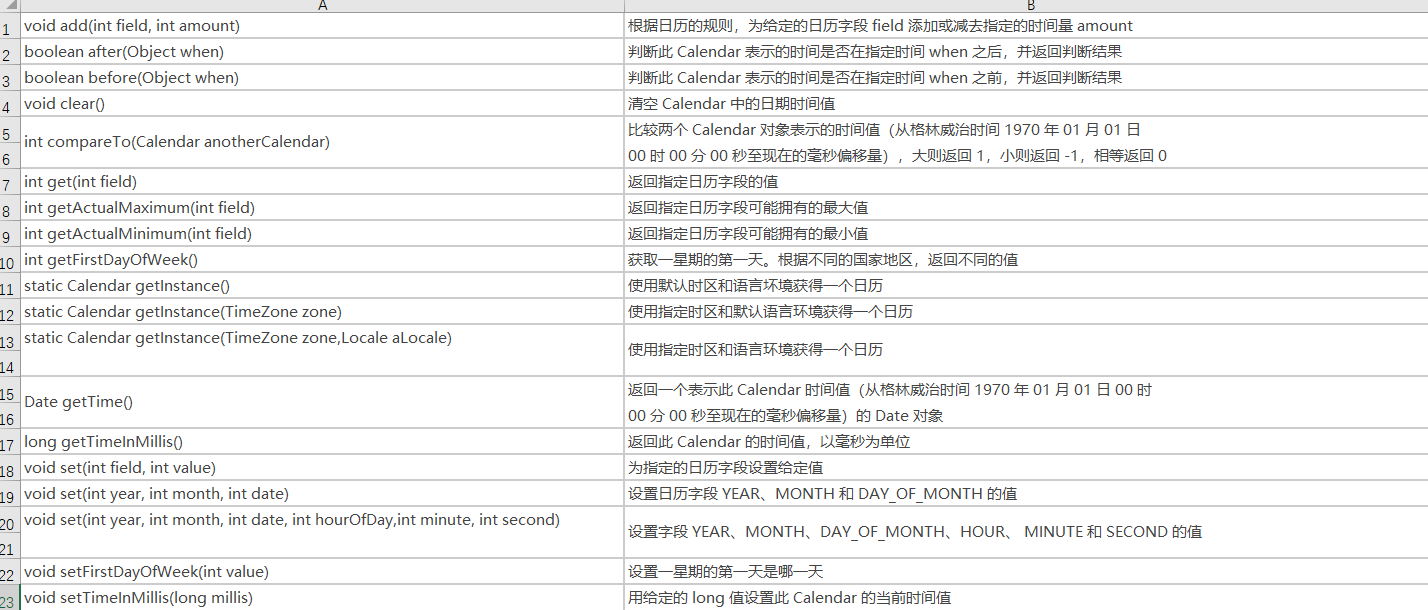 A B
1 void add(int field, int amount) 根据日历的规则，为给定的日历字段 field 添加或减去指定的时间量 amount
2 boolean after(Object when) 判断此 Calendar 表示的时间是否在指定时间 when 之后，并返回判断结果
3 boolean before(Object when) 判断此 Calendar 表示的时间是否在指定时间 when 之前，并返回判断结果
4 void clear() 清空 Calendar 中的日期时间值
5 比较两个 Calendar 对象表示的时间值（从格林威治时间 1970 年 01 月 01 日
int compareTo(Calendar anotherCalendar)
6 00 时 00 分 00 秒至现在的毫秒偏移量），大则返回 1，小则返回 -1，相等返回 0
7 int get(int field) 返回指定日历字段的值
8 int getActualMaximum(int field) 返回指定日历字段可能拥有的最大值
9 int getActualMinimum(int field) 返回指定日历字段可能拥有的最小值
10 int getFirstDayOfWeek() 获取一星期的第一天。根据不同的国家地区，返回不同的值
11 static Calendar getInstance() 使用默认时区和语言坏境获得一个日历
12 static Calendar getInstance(TimeZone zone) 使用指定时区和默认语言环境获得一个日历
13 static Calendar getInstance(TimeZone zone,Locale aLocale)
使用指定时区和语言环境获得一个日历
14
15 返回一个表示此 Calendar 时间值（从格林威治时间 1970 年 01 月 01 日 00 时
Date getTime()
16 00 分 00 秒至现在的毫秒偏移量）的 Date 对象
17 long getTimeInMillis() 返回此 Calendar 的时间值，以毫秒为单位
18 void set(int field, int value) 为指定的日历字段设置给定值
19 void set(int year, int month, int date) 设置日历字段 YEAR、MONTH 和 DAY_OF_MONTH 的值
20 void set(int year, int month, int date, int hourOfDay,int minute, int second)
设置字段 YEAR、MONTH、DAY_OF_MONTH、HOUR、 MINUTE 和 SECOND 的值
21
22 void setFirstDayOfWeek(int value) 设置一星期的第一天是哪一天
23 void setTimeInMillis(long millis) 用给定的 long 值设置此 Calendar 的当前时间值